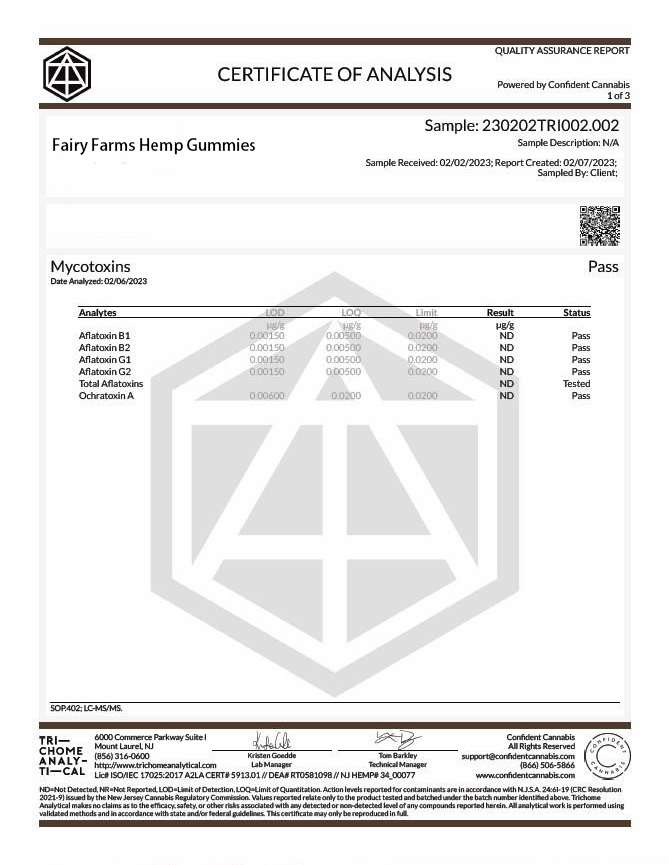 QUALITY ASSURANCE REPORT
CERTIFICATE OF ANALYSIS
Powered by Confident Cannabis
1 of 3
Sample: 230202TRI002.002
Fairy Farms Hemp Gummies
Sample Description: N/A
Sample Received: 02/02/2023; Report Created: 02/07/2023;
Sampled By: Client;
Mycotoxins Pass
Date Analyzed: 02/06/2023
Analytes LOD LOQ Limit Result Status
µg/g µg/g µg/g µg/g
Aflatoxin B1 0.00150 0.00500 0.0200 ND Pass
Aflatoxin B2 0.00150 0.00500 0.0200 ND Pass
Aflatoxin G1 0.00150 0.00500 0.0200 ND Pass
Aflatoxin G2 0.00150 0.00500 0.0200 ND Pass
Total Aflatoxins ND Tested
Ochratoxin A 0.00600 0.0200 0.0200 ND Pass
SOP.402; LC-MS/MS.
TRI—
CHOME
ANALY—
TI—CAL
6000 Commerce Parkway Suite I
Mount Laurel, NJ
(856) 316-0600
http://www.trichomeanalytical.com
Lic# ISO/IEC 17025:2017 A2LA CERT# 5913.01 // DEA# RT0581098 // NJ HEMP# 34_00077
Kristen Goedde
Lab Manager
Tom Barkley
Technical Manager
Confident Cannabis
All Rights Reserved
support@confidentcannabis.com
(866) 506-5866
www.confidentcannabis.com
CONFIDENT CANNABIS
ND=Not Detected, NR=Not Reported, LOD=Limit of Detection, LOQ=Limit of Quantitation. Action levels reported for contaminants are in accordance with N.J.S.A. 24:6I-19 (CRC Resolution
2021-9) issued by the New Jersey Cannabis Regulatory Commission. Values reported relate only to the product tested and batched under the batch number identified above. Trichome
Analytical makes no claims as to the efficacy, safety, or other risks associated with any detected or non-detected level of any compounds reported herein. All analytical work is performed using
validated methods and in accordance with state and/or federal guidelines. This certificate may only be reproduced in full.